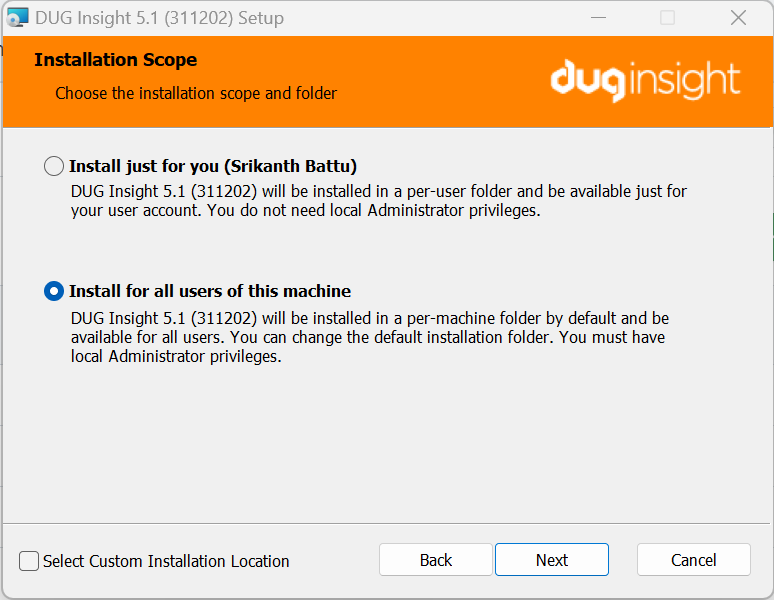 DUG Insight 5.1 (311202) Setup
Installation Scope
Choose the installation scope and folder
duginsight
Install just for you (Srikanth Battu)
DUG Insight 5.1 (311202) will be installed in a per-user folder and be available just for
your user account. You do not need local Administrator privileges.
Install for all users of this machine
DUG Insight 5.1 (311202) will be installed in a per-machine folder by default and be
available for all users. You can change the default installation folder. You must have
local Administrator privileges.
Select Custom Installation Location
Back
Next
Cancel